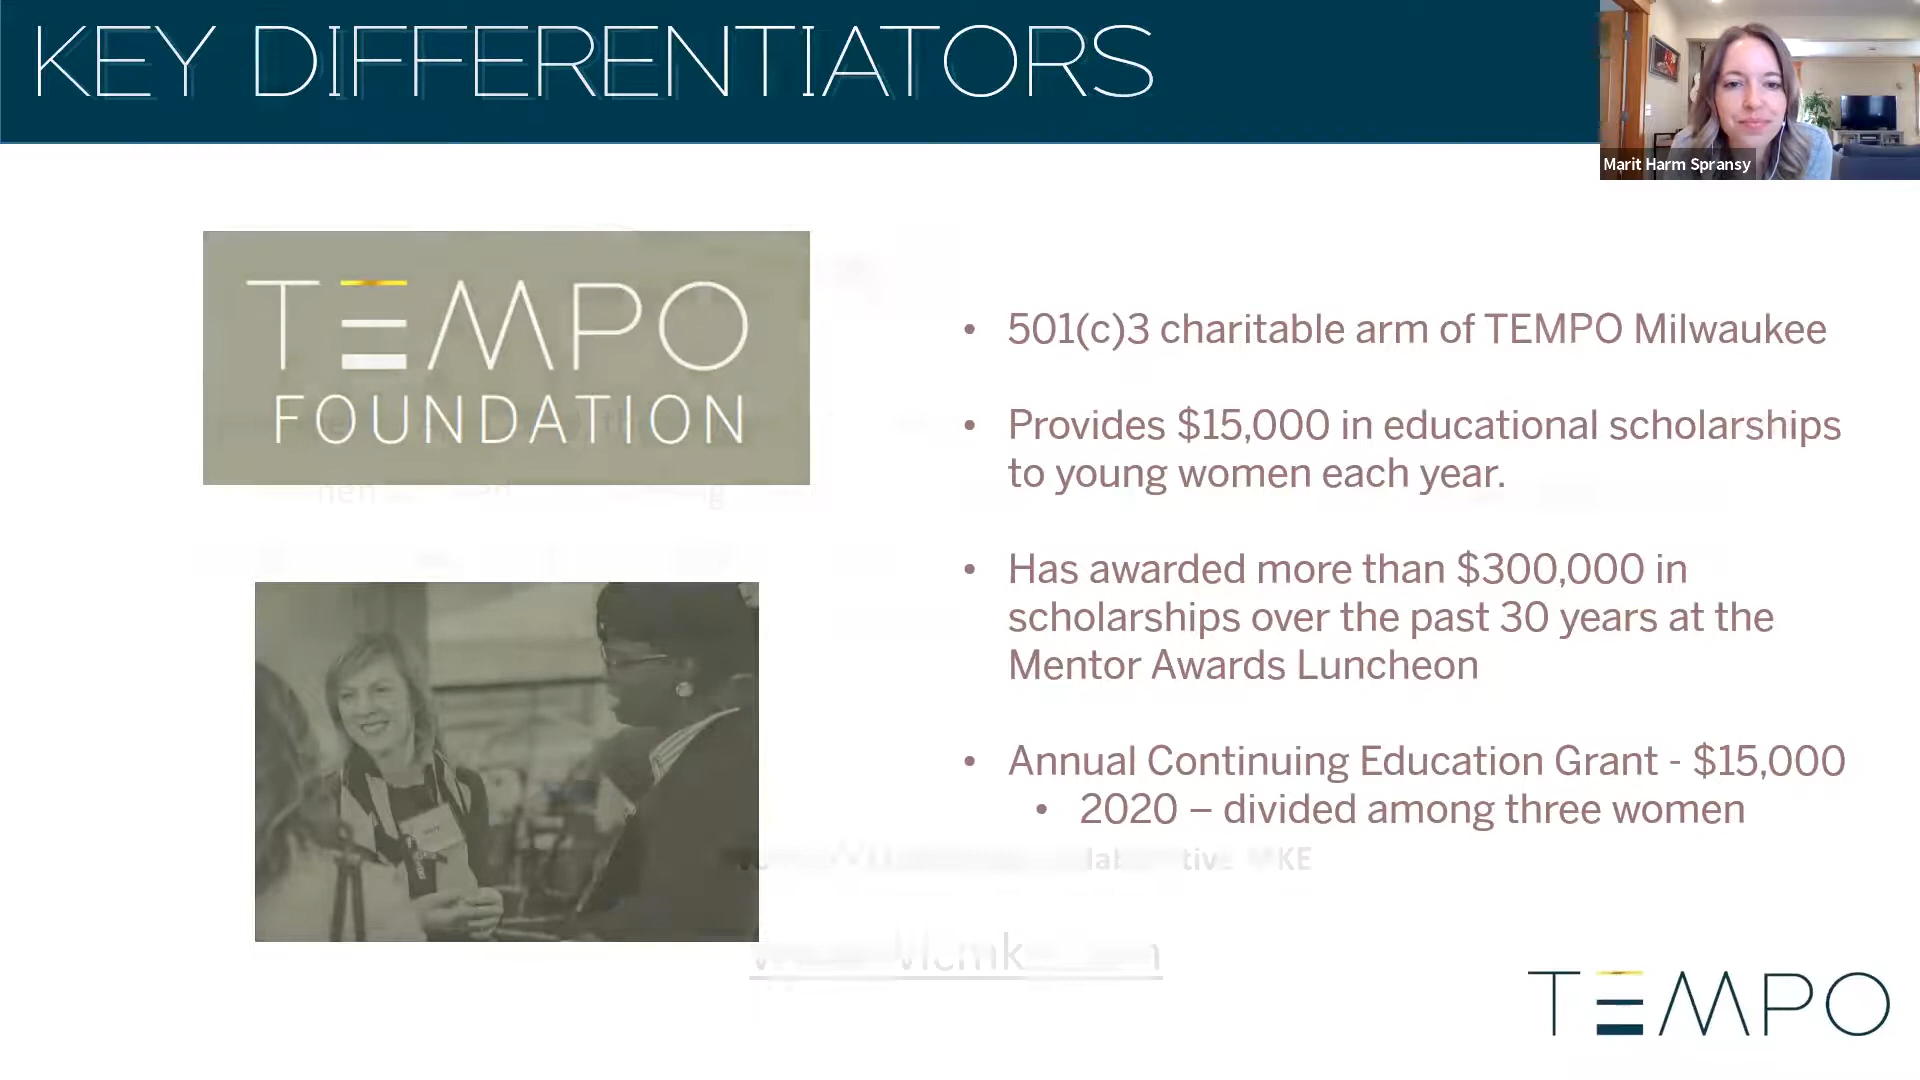 KEY DIFFERENTIATORS
Marit Harm Spransy
TEMPO
FOUNDATION
• 501(c)3 charitable arm of TEMPO Milwaukee
• Provides $15,000 in educational scholarships
to young women each year.
• Has awarded more than $300,000 in
scholarships over the past 30 years at the
Mentor Awards Luncheon
• Annual Continuing Education Grant - $15,000
• 2020 – divided among three women
MKE
TEMPO